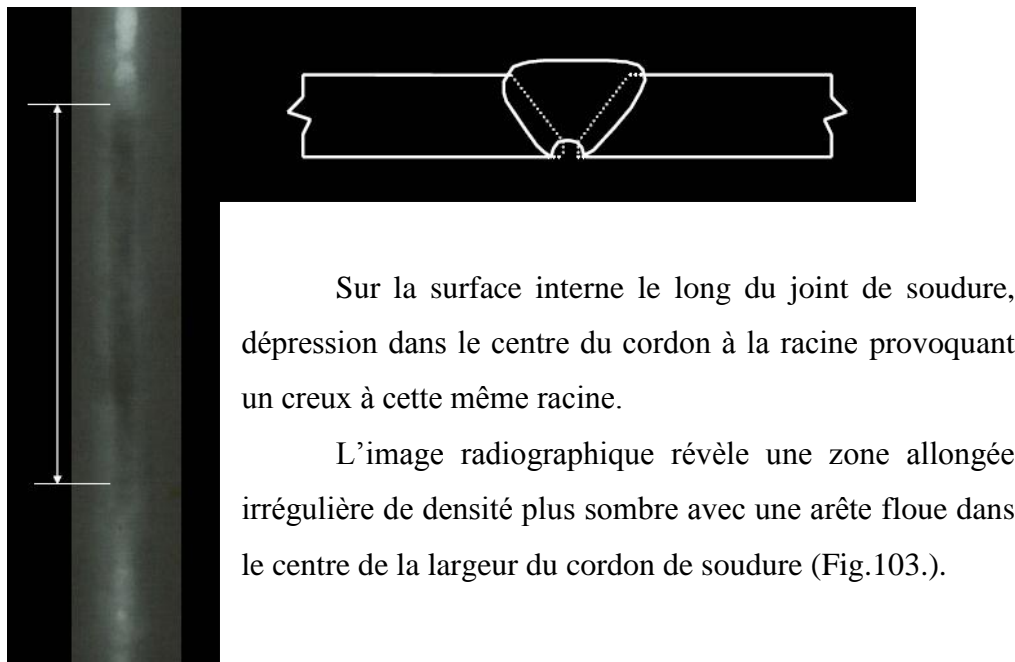 Sur la surface interne le long du joint de soudure,
dépression dans le centre du cordon à la racine provoquant
un creux à cette même racine.
L’image radiographique révèle une zone allongée
irrégulière de densité plus sombre avec une arête floue dans
le centre de la largeur du cordon de soudure (Fig.103.).